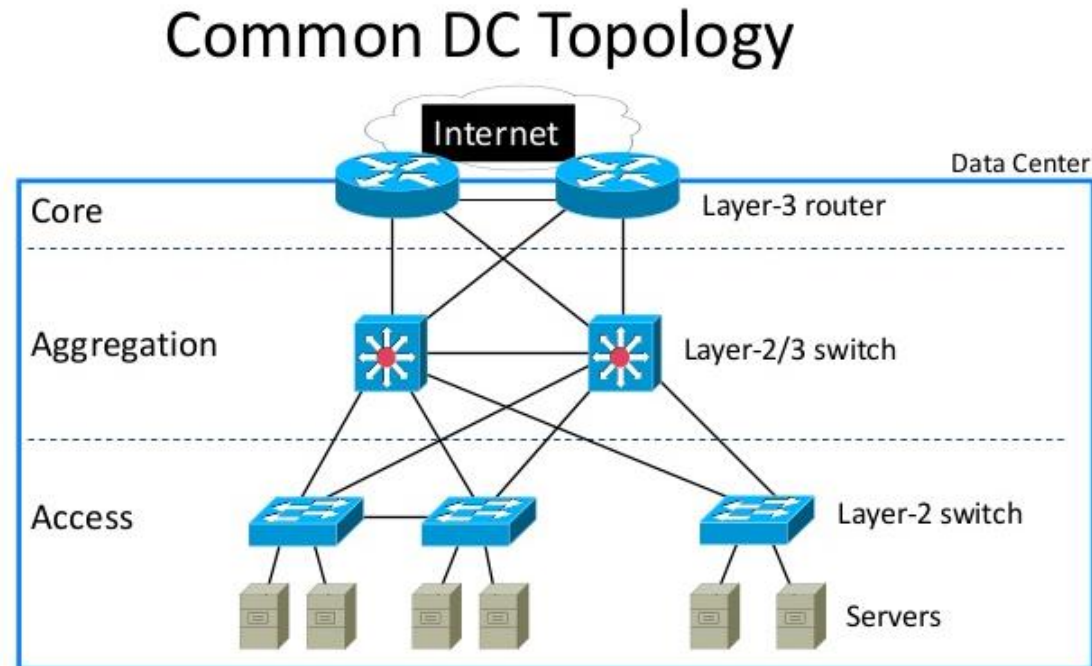 Common DC Topology
Internet
Data Center
Core
Layer-3 router
Aggregation
Layer-2/3 switch
Access
Layer-2 switch
Servers